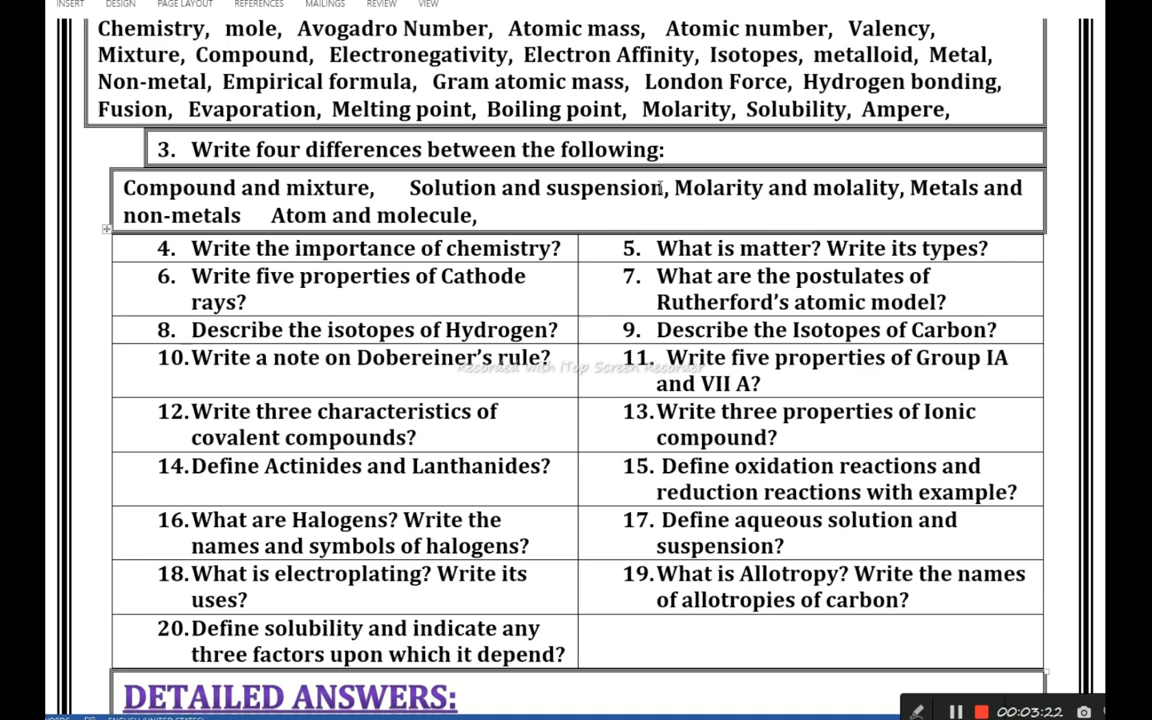 INSERT DESIGN PAGE LAYOUT REFERENCES MAILINGS REVIEW VIEW
Chemistry, mole, Avogadro Number, Atomic mass, Atomic number, Valency,
Mixture, Compound, Electronegativity, Electron Affinity, Isotopes, metalloid, Metal,
Non-metal, Empirical formula, Gram atomic mass, London Force, Hydrogen bonding,
Fusion, Evaporation, Melting point, Boiling point, Molarity, Solubility, Ampere,
3. Write four differences between the following:
Compound and mixture, Solution and suspension, Molarity and molality, Metals and
non-metals Atom and molecule,
4. Write the importance of chemistry?
5. What is matter? Write its types?
6. Write five properties of Cathode
rays?
7. What are the postulates of
Rutherford’s atomic model?
8. Describe the isotopes of Hydrogen?
9. Describe the Isotopes of Carbon?
10.Write a note on Dobereiner’s rule?
11. Write five properties of Group IA
and VII A?
Recorded with iTop Screen Recorder
12.Write three characteristics of
covalent compounds?
13.Write three properties of Ionic
compound?
14.Define Actinides and Lanthanides?
15. Define oxidation reactions and
reduction reactions with example?
16.What are Halogens? Write the
names and symbols of halogens?
17. Define aqueous solution and
suspension?
18.What is electroplating? Write its
uses?
19.What is Allotropy? Write the names
of allotropies of carbon?
20.Define solubility and indicate any
three factors upon which it depend?
DETAILED ANSWERS:
00:03:22